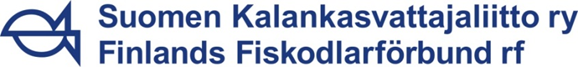 Suomen Kalankasvattajaliitto ry
Finlands Fiskodlarförbund rf